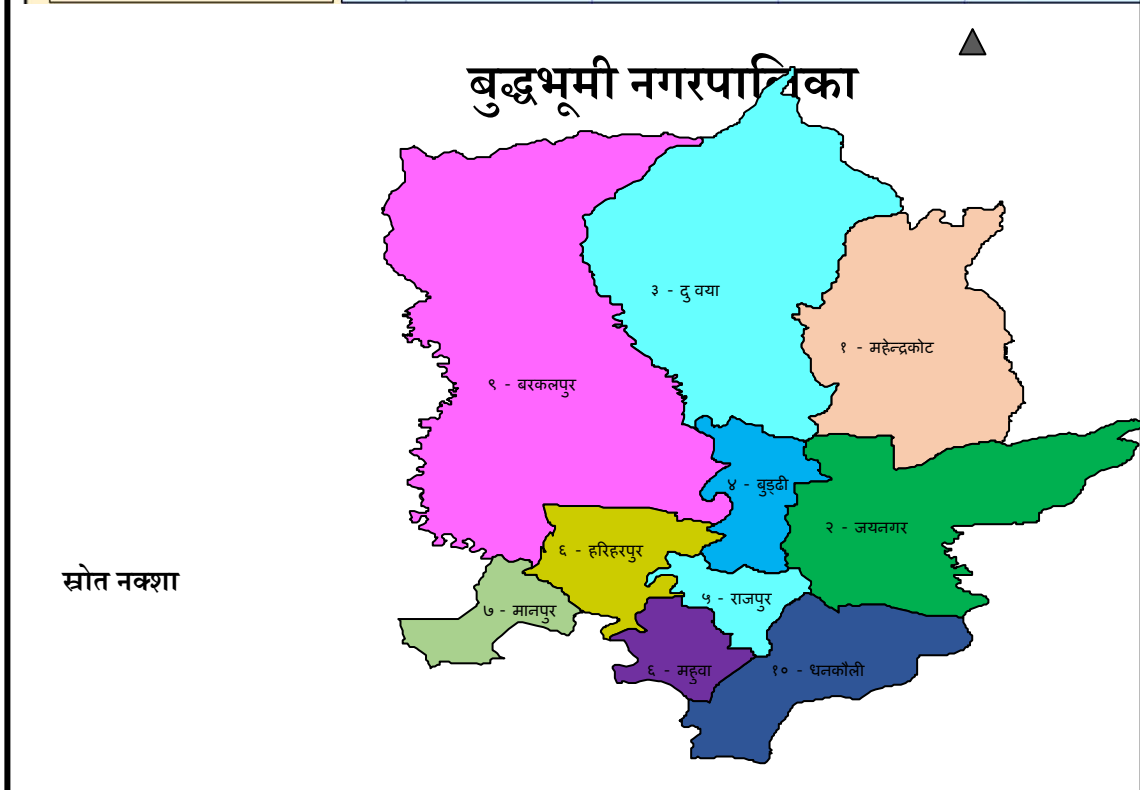 बुद्धभूमी नगरपालिका
३ - दु वया
१ - महेन्द्रकोट
९ - बरकलपुर
४ - बुड्ढी
२ - जयनगर
६ - हरिहरपुर
स्रोत नक्शा
५ - राजपुर
७ - मानपुर
६ - महुवा
१० - धनकौली